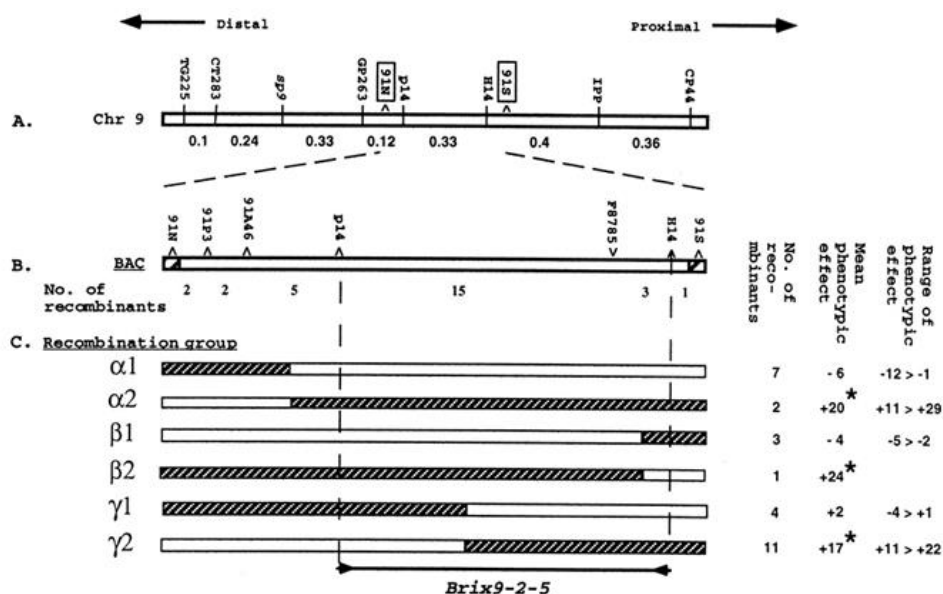 Distal Proximal
TG225 CT283 sp9 GP263 91N p14 H14 91S IPP CP44
A. Chr 9
0.1 0.24 0.33 0.12 0.33 0.4 0.36
91N 91P3 91A46 p14 F8785 H14 91S
B. BAC
No. of recombinants 2 2 5 15 3 1
No. of reco- mbinants
Mean phenotypic effect
Range of phenotypic effect
C. Recombination group
α1 7 - 6 -12 > -1
α2 2 +20* +11 > +29
β1 3 - 4 -5 > -2
β2 1 +24*
γ1 4 +2 -4 > +1
γ2 11 +17* +11 > +22
Brix9-2-5